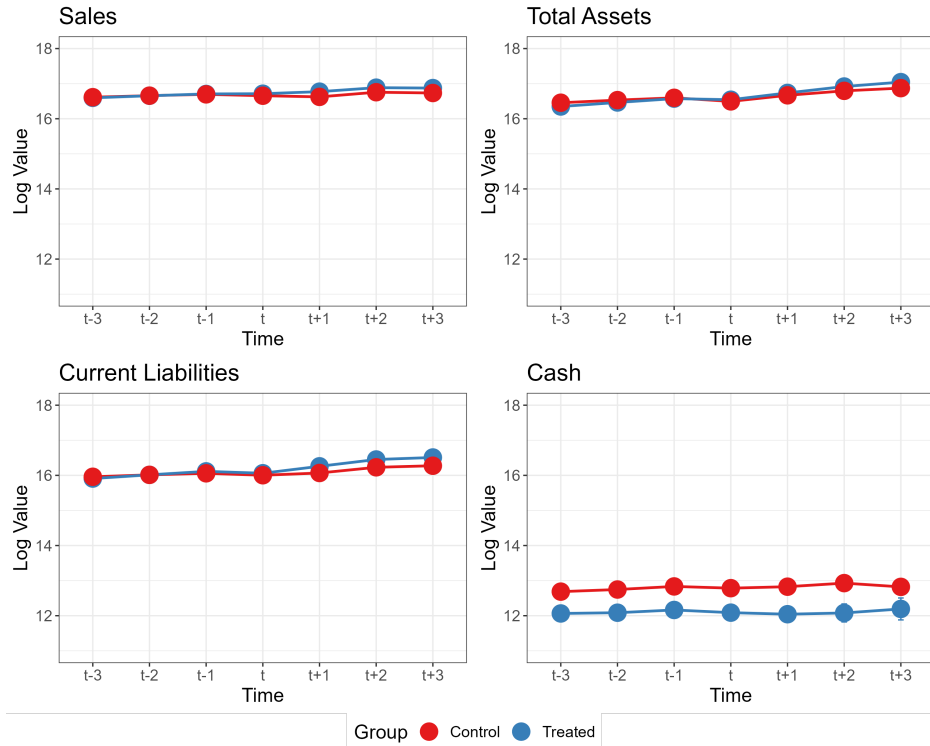 Sales
Log Value
18
16
14
12
t-3 t-2 t-1 t t+1 t+2 t+3
Time
Total Assets
Log Value
18
16
14
12
t-3 t-2 t-1 t t+1 t+2 t+3
Time
Current Liabilities
Log Value
18
16
14
12
t-3 t-2 t-1 t t+1 t+2 t+3
Time
Cash
Log Value
18
16
14
12
t-3 t-2 t-1 t t+1 t+2 t+3
Time
Group Control Treated